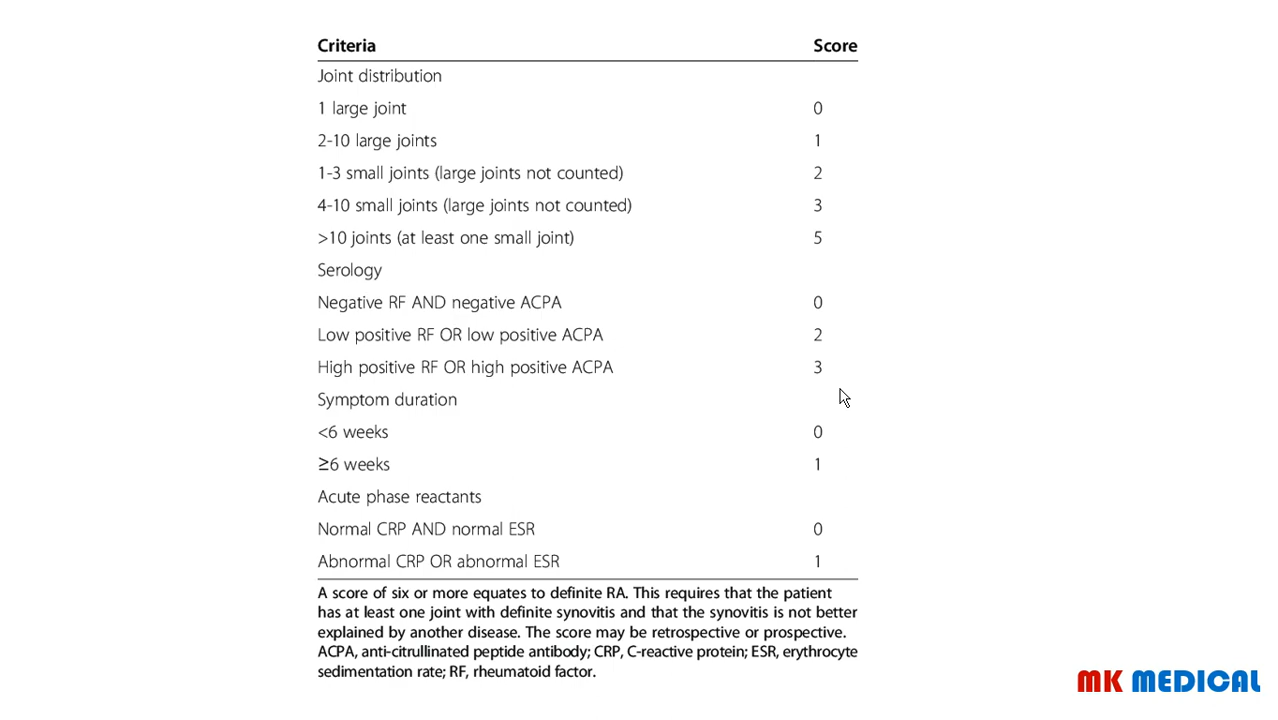 Criteria Score
Joint distribution
1 large joint 0
2-10 large joints 1
1-3 small joints (large joints not counted) 2
4-10 small joints (large joints not counted) 3
>10 joints (at least one small joint) 5
Serology
Negative RF AND negative ACPA 0
Low positive RF OR low positive ACPA 2
High positive RF OR high positive ACPA 3
Symptom duration
<6 weeks 0
≥6 weeks 1
Acute phase reactants
Normal CRP AND normal ESR 0
Abnormal CRP OR abnormal ESR 1
A score of six or more equates to definite RA. This requires that the patient
has at least one joint with definite synovitis and that the synovitis is not better
explained by another disease. The score may be retrospective or prospective.
ACPA, anti-citrullinated peptide antibody; CRP, C-reactive protein; ESR, erythrocyte
sedimentation rate; RF, rheumatoid factor.
MK MEDICAL